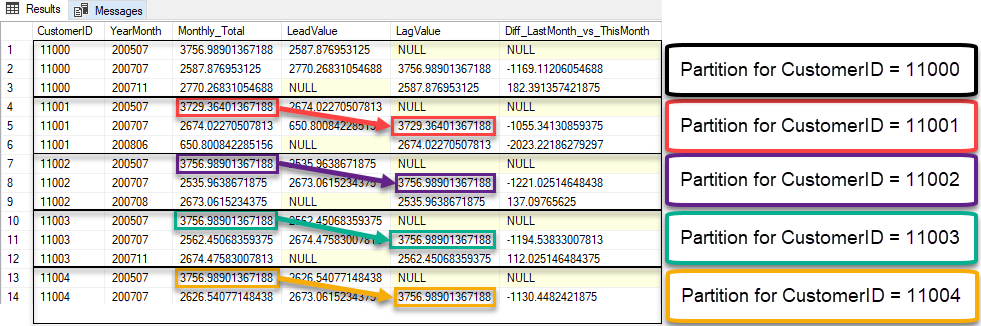 Results Messages
CustomerID YearMonth Monthly_Total LeadValue LagValue Diff_LastMonth_vs_ThisMonth
1 11000 200507 3756.98901367188 2587.876953125 NULL NULL
2 11000 200707 2587.876953125 2770.26831054688 3756.98901367188 -1169.11206054688
3 11000 200711 2770.26831054688 NULL 2587.876953125 182.391357421875
Partition for CustomerID = 11000
4 11001 200507 3729.36401367188 2674.02270507813 NULL NULL
5 11001 200707 2674.02270507813 650.80084228515 3729.36401367188 -1055.34130859375
6 11001 200806 650.800842285156 NULL 2674.02270507813 -2023.22186279297
Partition for CustomerID = 11001
7 11002 200507 3756.98901367188 2535.9638671875 NULL NULL
8 11002 200707 2535.9638671875 2673.0615234375 3756.98901367188 -1221.02514648438
9 11002 200708 2673.0615234375 NULL 2535.9638671875 137.09765625
Partition for CustomerID = 11002
10 11003 200507 3756.98901367188 2562.45068359375 NULL NULL
11 11003 200707 2562.45068359375 2674.47583007813 3756.98901367188 -1194.53833007813
12 11003 200711 2674.47583007813 NULL 2562.45068359375 112.025146484375
Partition for CustomerID = 11003
13 11004 200507 3756.98901367188 2626.54077148438 NULL NULL
14 11004 200707 2626.54077148438 2673.0615234375 3756.98901367188 -1130.4482421875
Partition for CustomerID = 11004